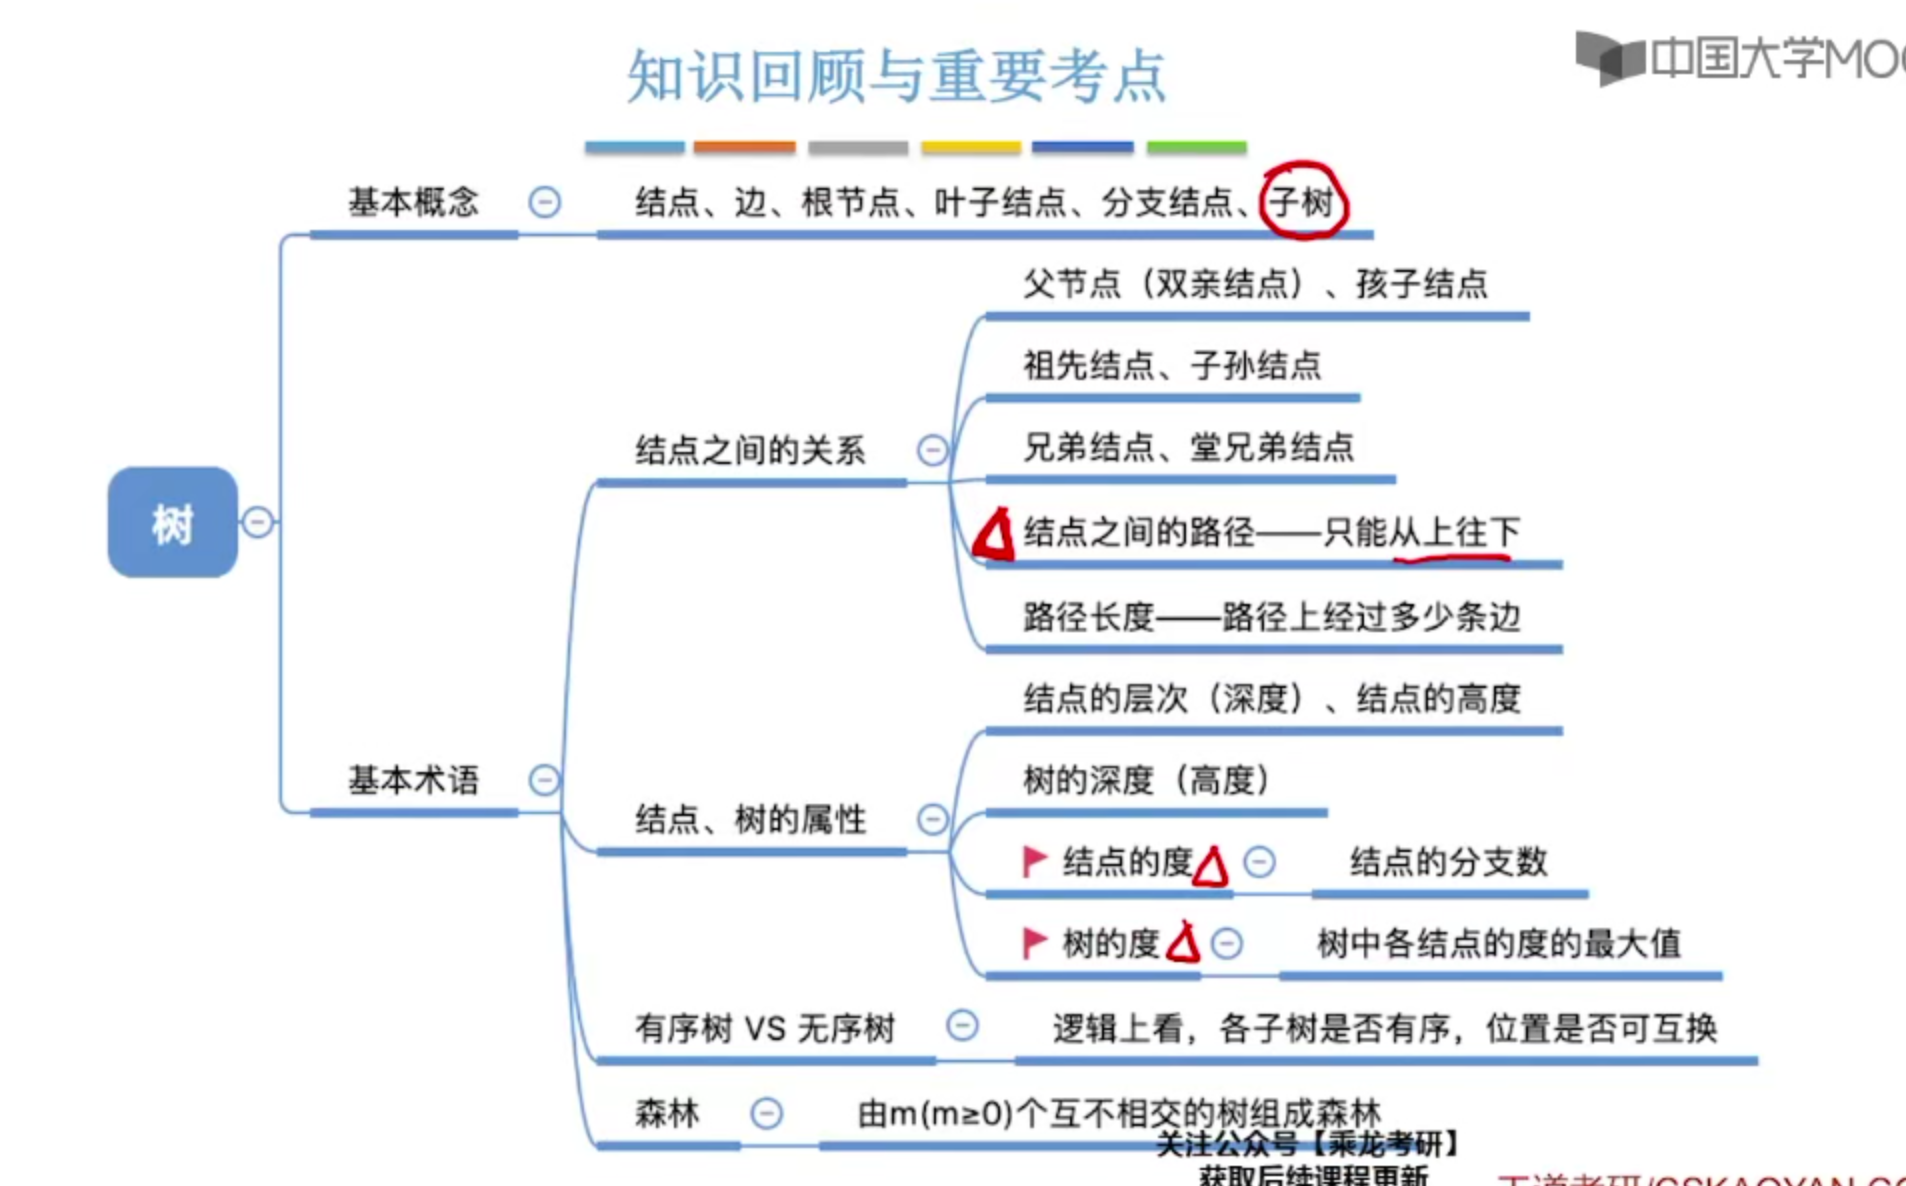 知识回顾与重要考点
中国大学MOO
基本概念
结点、边、根节点、叶子结点、分支结点、子树
父节点（双亲结点）、孩子结点
祖先结点、子孙结点
结点之间的关系
兄弟结点、堂兄弟结点
结点之间的路径——只能从上往下
路径长度——路径上经过多少条边
树
结点的层次（深度）、结点的高度
基本术语
树的深度（高度）
结点、树的属性
结点的度
结点的分支数
树的度
树中各结点的度的最大值
有序树 VS 无序树
逻辑上看，各子树是否有序，位置是否可互换
森林
由m(m≥0)个互不相交的树组成森林
关注公众号【乘龙考研】
获取后续课程更新